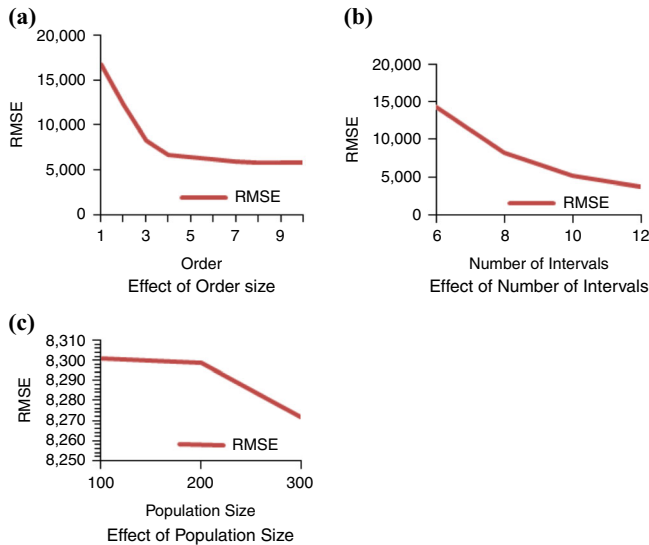 (a)
20,000
15,000
10,000
5,000
0
RMSE
RMSE
1 3 5 7 9
Order
Effect of Order size
(b)
20,000
15,000
10,000
5,000
0
RMSE
RMSE
6 8 10 12
Number of Intervals
Effect of Number of Intervals
(c)
8,310
8,300
8,290
8,280
8,270
8,260
8,250
RMSE
RMSE
100 200 300
Population Size
Effect of Population Size